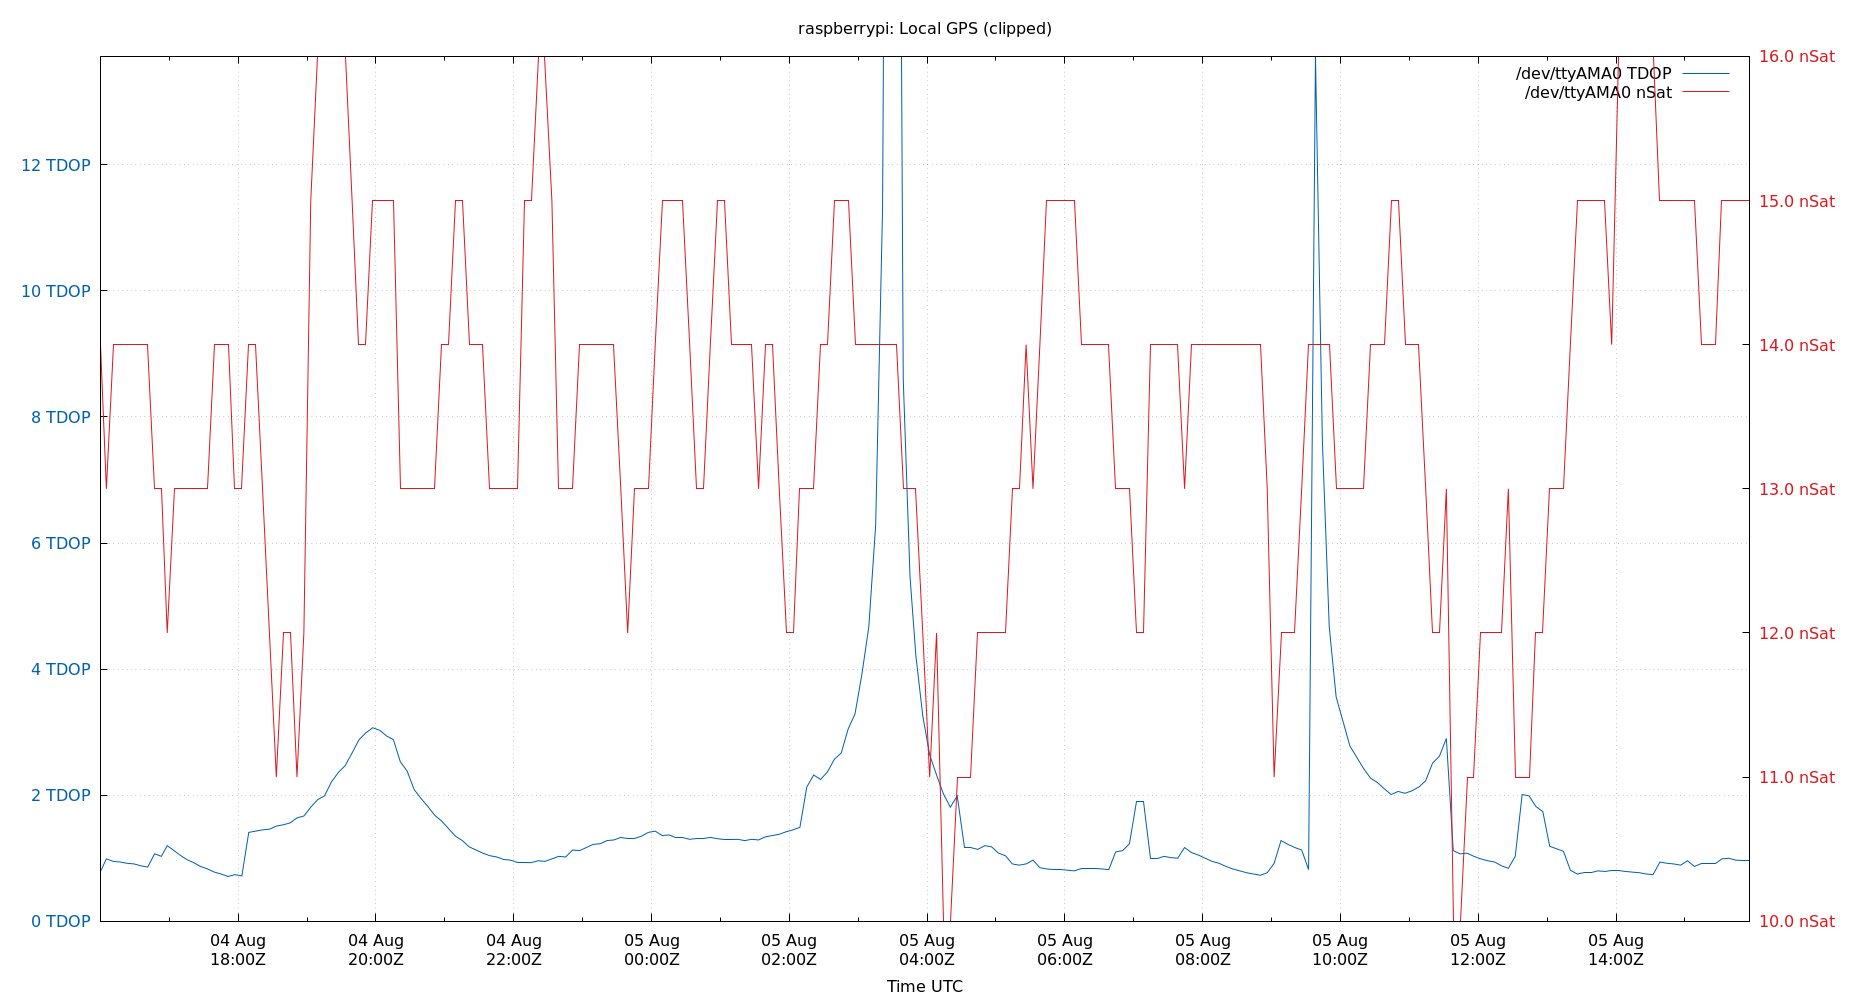 raspberrypi: Local GPS (clipped)
16.0 nSat
/dev/ttyAMA0 TDOP
/dev/ttyAMA0 nSat
12 TDOP
15.0 nSat
10 TDOP
14.0 nSat
8 TDOP
13.0 nSat
6 TDOP
12.0 nSat
4 TDOP
11.0 nSat
2 TDOP
0 TDOP
10.0 nSat
04 Aug 04 Aug 04 Aug 05 Aug 05 Aug 05 Aug 05 Aug 05 Aug 05 Aug 05 Aug 05 Aug
18:00Z 20:00Z 22:00Z 00:00Z 02:00Z 04:00Z 06:00Z 08:00Z 10:00Z 12:00Z 14:00Z
Time UTC